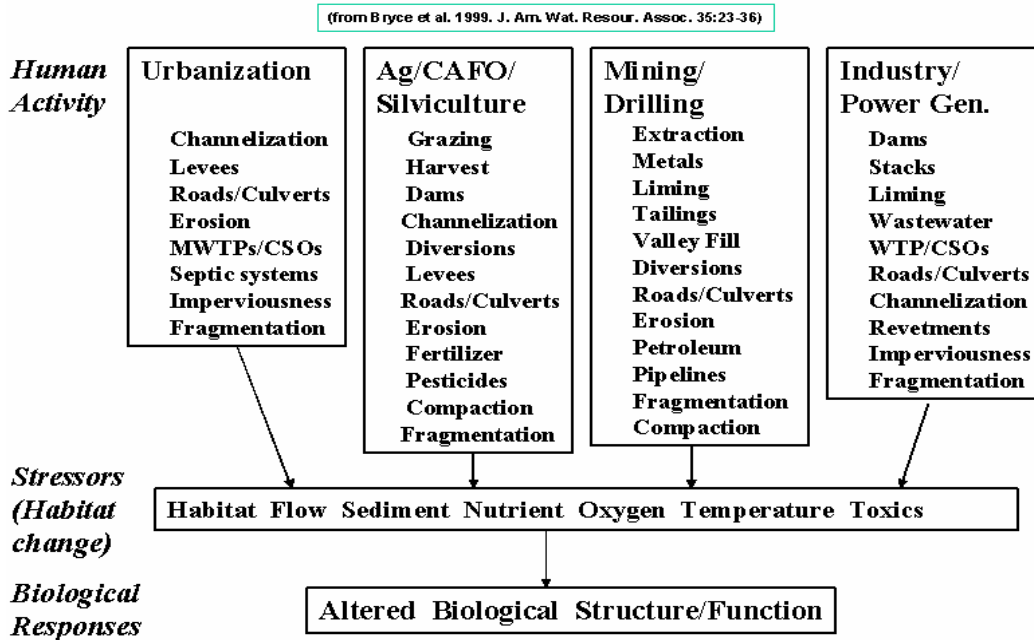 (from Bryce et al. 1999. J. Am. Wat. Resour. Assoc. 35:23-36)
Human
Activity
Urbanization
Channelization
Levees
Roads/Culverts
Erosion
MWTPs/CSOs
Septic systems
Imperviousness
Fragmentation
Ag/CAFO/
Silviculture
Grazing
Harvest
Dams
Channelization
Diversions
Levees
Roads/Culverts
Erosion
Fertilizer
Pesticides
Compaction
Fragmentation
Mining/
Drilling
Extraction
Metals
Liming
Tailings
Valley Fill
Diversions
Roads/Culverts
Erosion
Petroleum
Pipelines
Fragmentation
Compaction
Industry/
Power Gen.
Dams
Stacks
Liming
Wastewater
WTP/CSOs
Roads/Culverts
Channelization
Revetments
Imperviousness
Fragmentation
Stressors
(Habitat
change)
Habitat Flow Sediment Nutrient Oxygen Temperature Toxics
Biological
Responses
Altered Biological Structure/Function